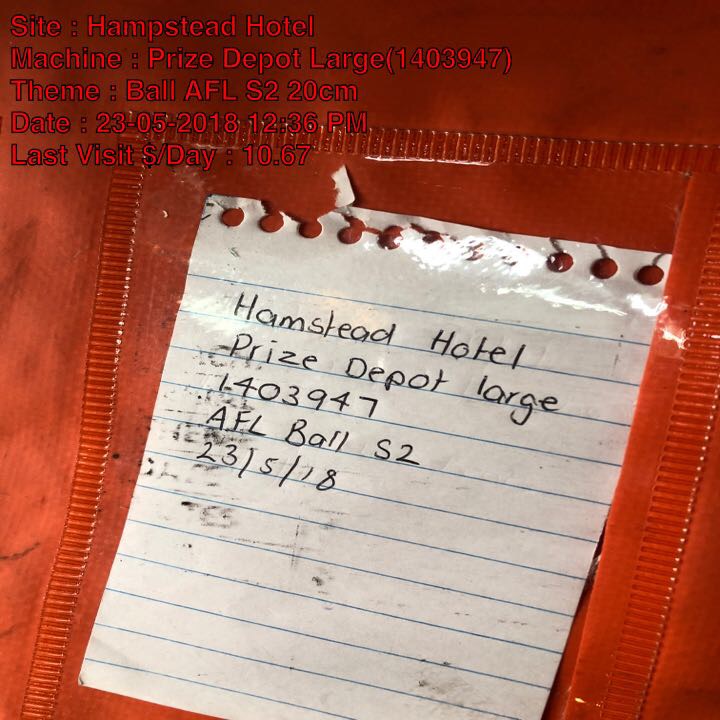 Site : Hampstead Hotel
Machine : Prize Depot Large(1403947)
Theme : Ball AFL S2 20cm
Date : 23-05-2018 12:36 PM
Last Visit $/Day : 10.67
Hamstead Hotel
Prize Depot large
1403947
AFL Ball S2
23/5/18